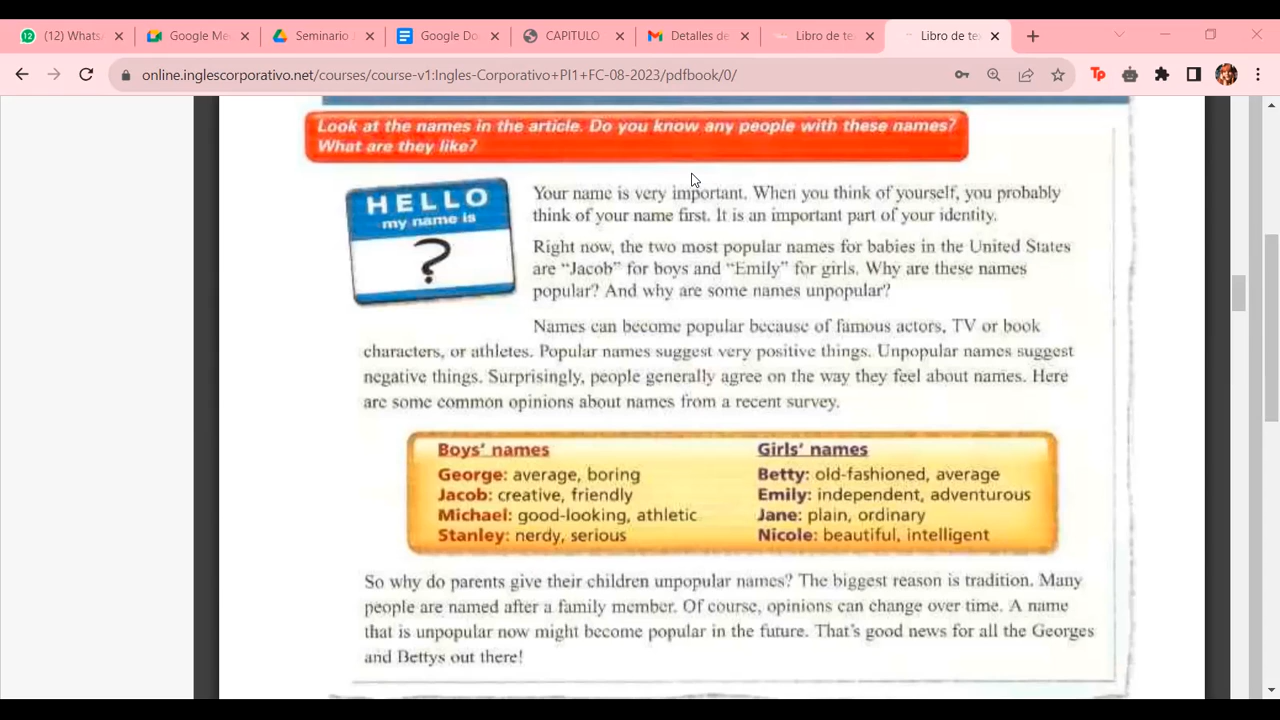 (12) Whats
Google Me
Seminario
Google Do
CAPITULO
Detalles de
Libro de te
Libro de te
online.inglescorporativo.net/courses/course-v1:Ingles-Corporativo+PI1+FC-08-2023/pdfbook/0/
Look at the names in the article. Do you know any people with these names?
What are they like?
HELLO
my name is
?
Your name is very important. When you think of yourself, you probably
think of your name first. It is an important part of your identity.
Right now, the two most popular names for babies in the United States
are “Jacob” for boys and “Emily” for girls. Why are these names
popular? And why are some names unpopular?
Names can become popular because of famous actors, TV or book
characters, or athletes. Popular names suggest very positive things. Unpopular names suggest
negative things. Surprisingly, people generally agree on the way they feel about names. Here
are some common opinions about names from a recent survey.
Boys’ names
George: average, boring
Jacob: creative, friendly
Michael: good-looking, athletic
Stanley: nerdy, serious
Girls’ names
Betty: old-fashioned, average
Emily: independent, adventurous
Jane: plain, ordinary
Nicole: beautiful, intelligent
So why do parents give their children unpopular names? The biggest reason is tradition. Many
people are named after a family member. Of course, opinions can change over time. A name
that is unpopular now might become popular in the future. That’s good news for all the Georges
and Bettys out there!